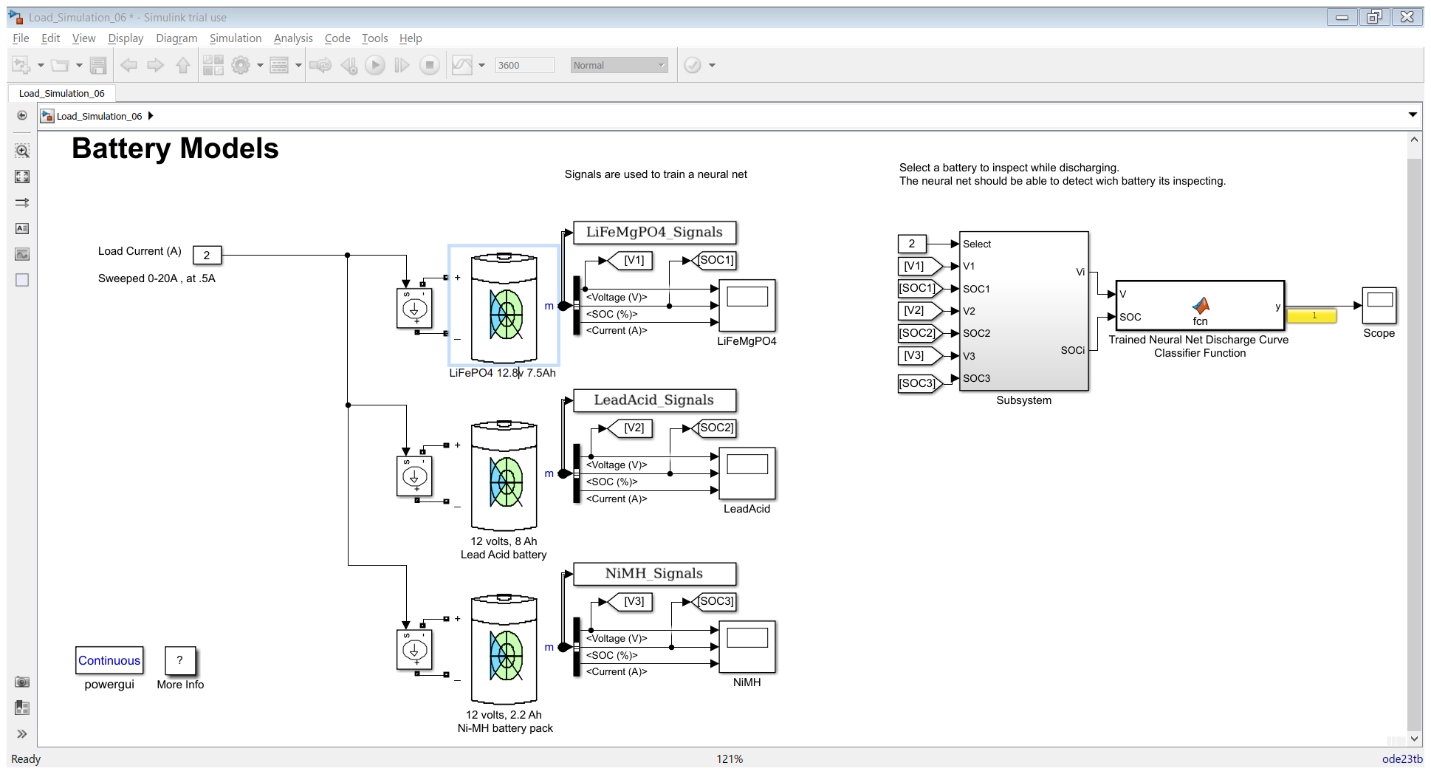 Load_Simulation_06 * - Simulink trial use
File Edit View Display Diagram Simulation Analysis Code Tools Help
3600 Normal
Load_Simulation_06
Load_Simulation_06
Battery Models
Signals are used to train a neural net
Select a battery to inspect while discharging.
The neural net should be able to detect wich battery its inspecting.
Load Current (A) 2
Sweeped 0-20A , at .5A
s - +
+ _
m
LiFePO4 12.8v 7.5Ah
LiFeMgPO4_Signals
[V1] [SOC1]
<Voltage (V)>
<SOC (%)>
<Current (A)>
LiFeMgPO4
s - +
+ _
m
12 volts, 8 Ah
Lead Acid battery
LeadAcid_Signals
[V2] [SOC2]
<Voltage (V)>
<SOC (%)>
<Current (A)>
LeadAcid
s - +
+ _
m
12 volts, 2.2 Ah
Ni-MH battery pack
NiMH_Signals
[V3] [SOC3]
<Voltage (V)>
<SOC (%)>
<Current (A)>
NiMH
2 Select
[V1] V1
[SOC1] SOC1
[V2] V2
[SOC2] SOC2
[V3] V3
[SOC3] SOC3
Vi
SOCi
Subsystem
V
SOC
fcn
y
1
Trained Neural Net Discharge Curve
Classifier Function
Scope
Continuous
powergui
?
More Info
Ready 121% ode23tb